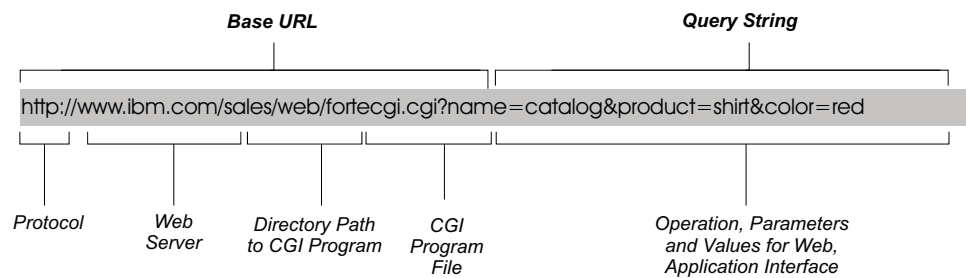 Base URL
Query String
http://www.ibm.com/sales/web/fortecgi.cgi?name=catalog&product=shirt&color=red
Protocol
Web
Server
Directory Path
to CGI Program
CGI
Program
File
Operation, Parameters
and Values for Web,
Application Interface